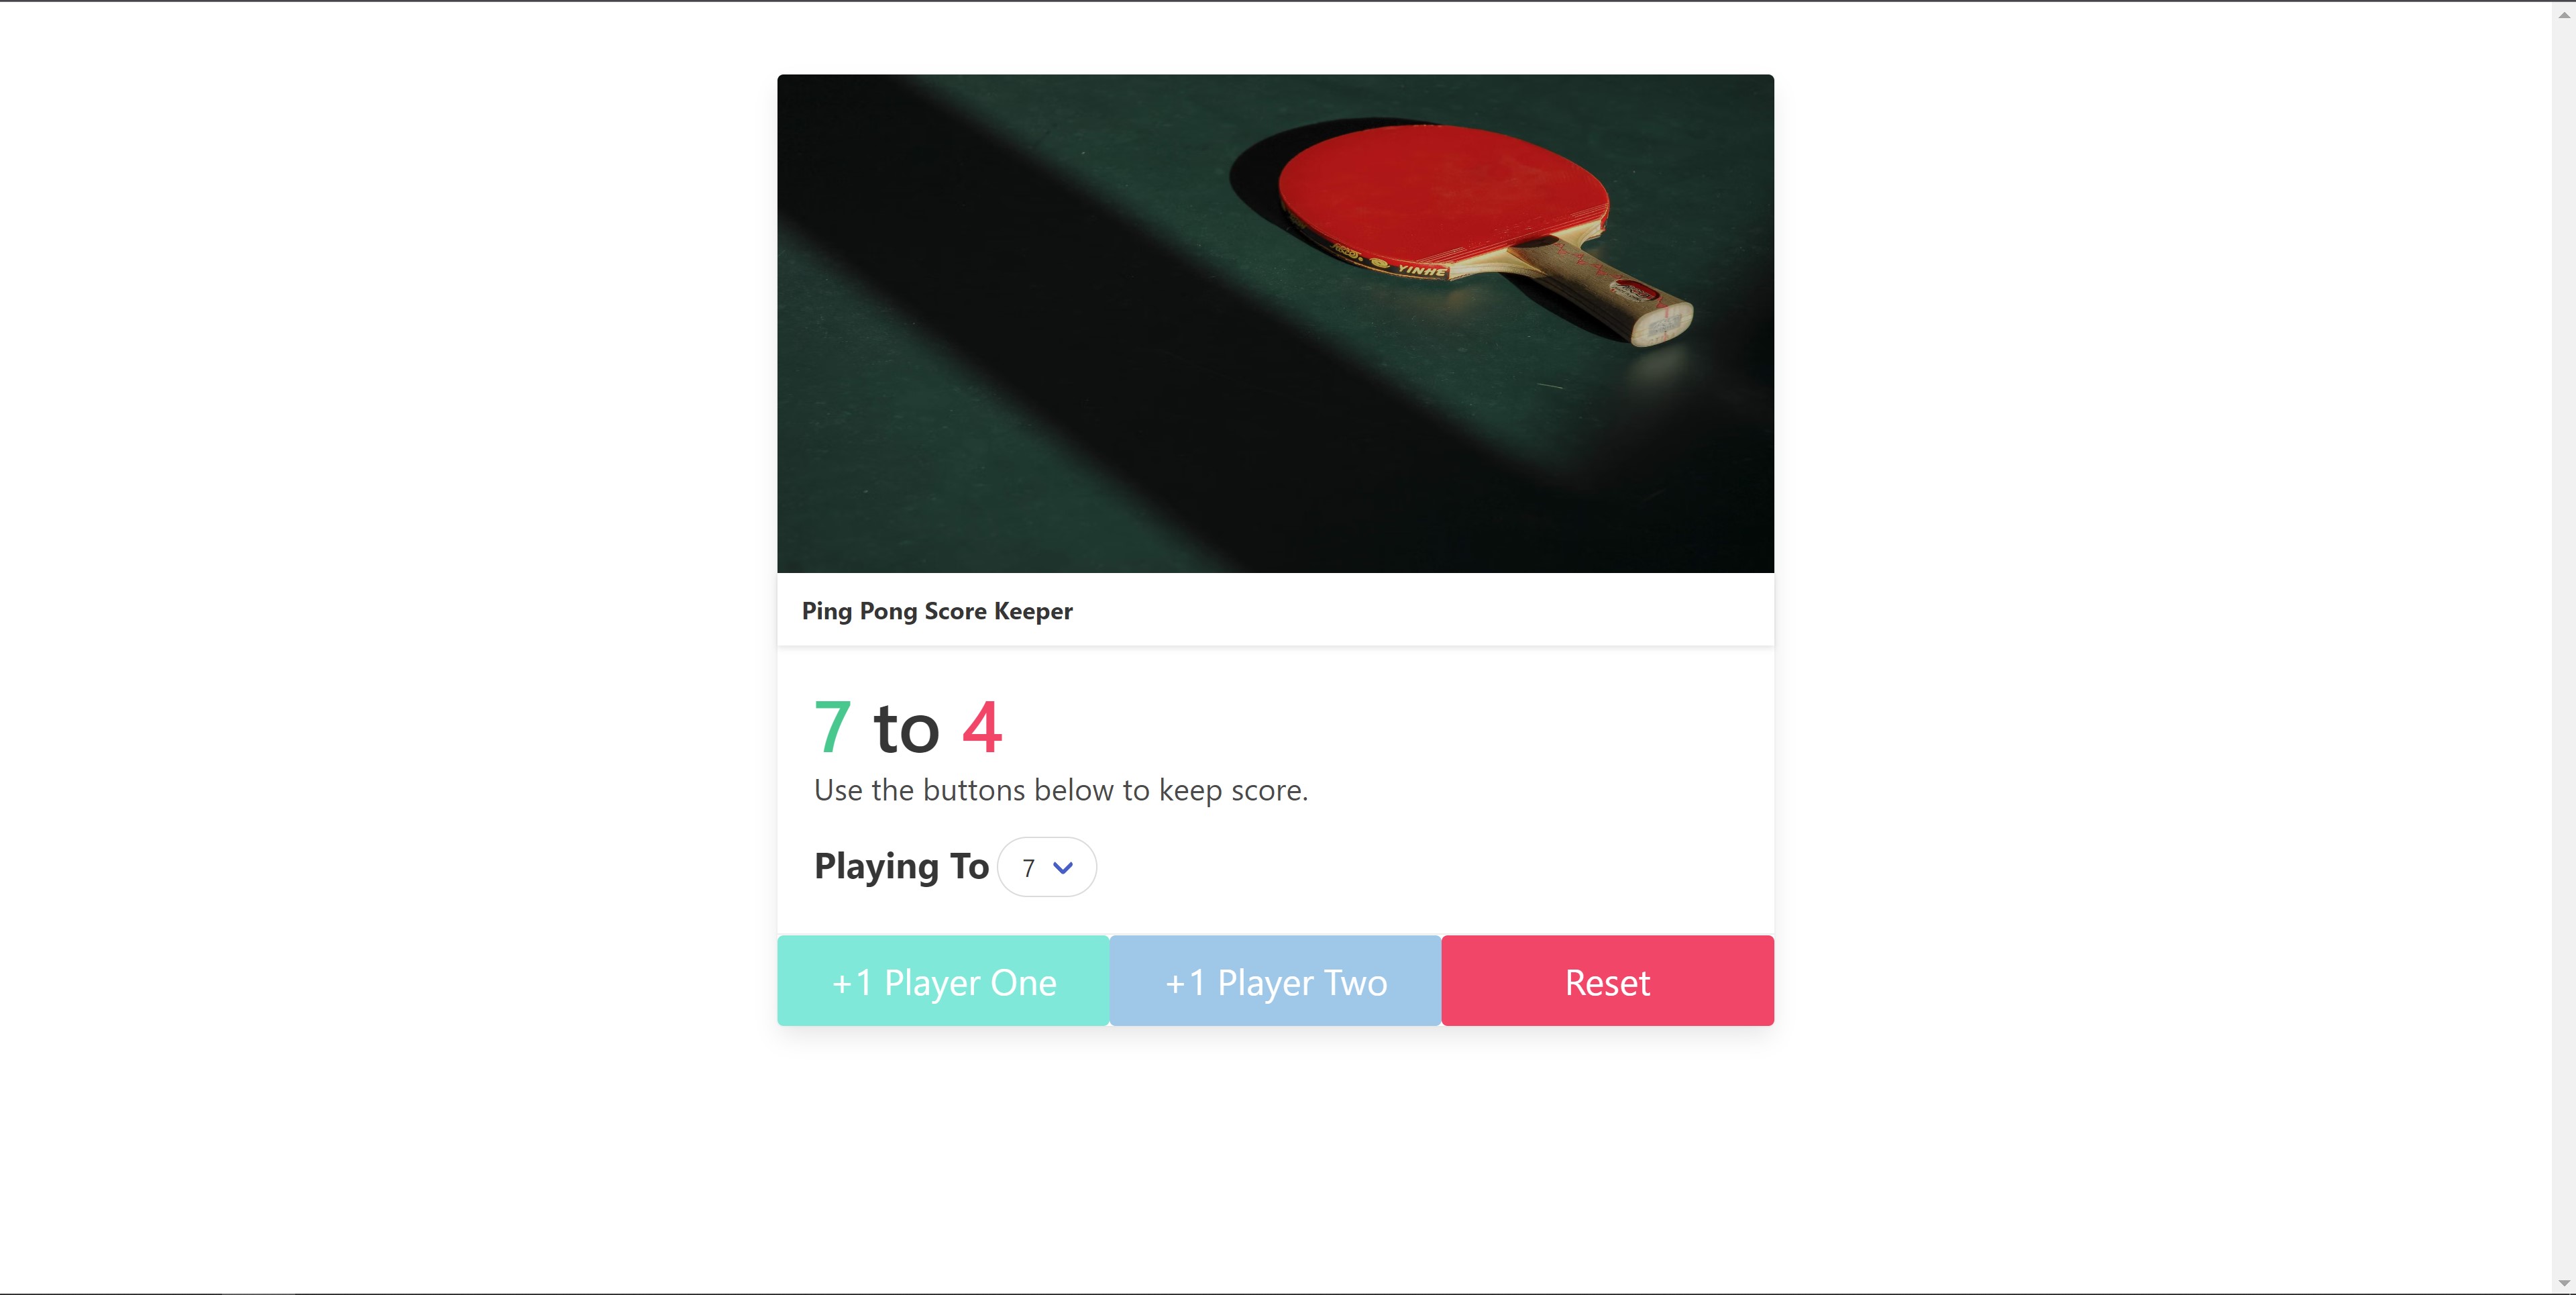 YINHE
Ping Pong Score Keeper
7 to 4
Use the buttons below to keep score.
Playing To 7
+1 Player One
+1 Player Two
Reset